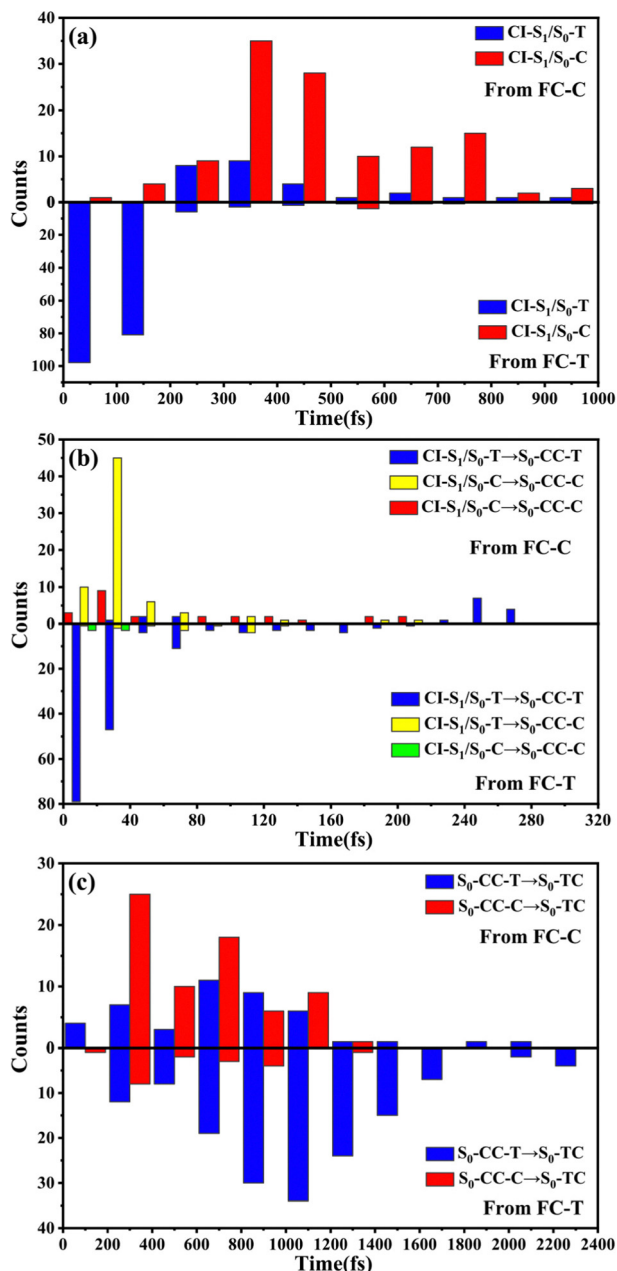 (a)
CI-S₁/S₀-T
CI-S₁/S₀-C
From FC-C
40
30
20
10
0
20
40
60
80
100
Counts
CI-S₁/S₀-T
CI-S₁/S₀-C
From FC-T
0 100 200 300 400 500 600 700 800 900 1000
Time(fs)
(b)
CI-S₁/S₀-T→S₀-CC-T
CI-S₁/S₀-C→S₀-CC-C
CI-S₁/S₀-C→S₀-CC-C
From FC-C
50
40
30
20
10
0
20
40
60
80
Counts
CI-S₁/S₀-T→S₀-CC-T
CI-S₁/S₀-T→S₀-CC-C
CI-S₁/S₀-C→S₀-CC-C
From FC-T
0 40 80 120 160 200 240 280 320
Time(fs)
(c)
S₀-CC-T→S₀-TC
S₀-CC-C→S₀-TC
From FC-C
30
20
10
0
10
20
30
40
Counts
S₀-CC-T→S₀-TC
S₀-CC-C→S₀-TC
From FC-T
0 200 400 600 800 1000 1200 1400 1600 1800 2000 2200 2400
Time(fs)